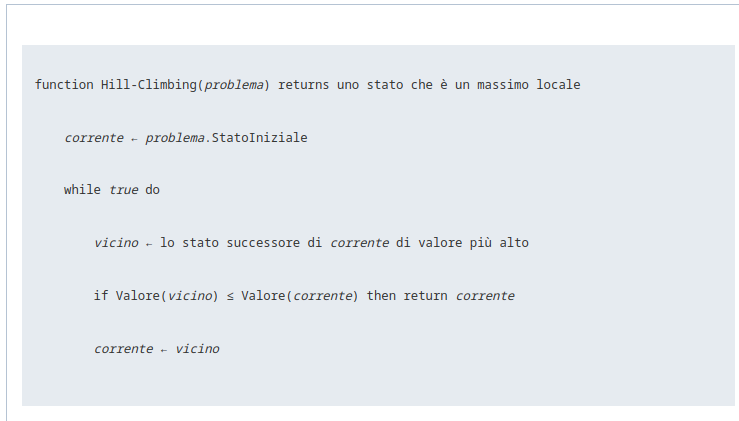 function Hill-Climbing(problema) returns uno stato che è un massimo locale
corrente ← problema.StatoIniziale
while true do
vicino ← lo stato successore di corrente di valore più alto
if Valore(vicino) ≤ Valore(corrente) then return corrente
corrente ← vicino